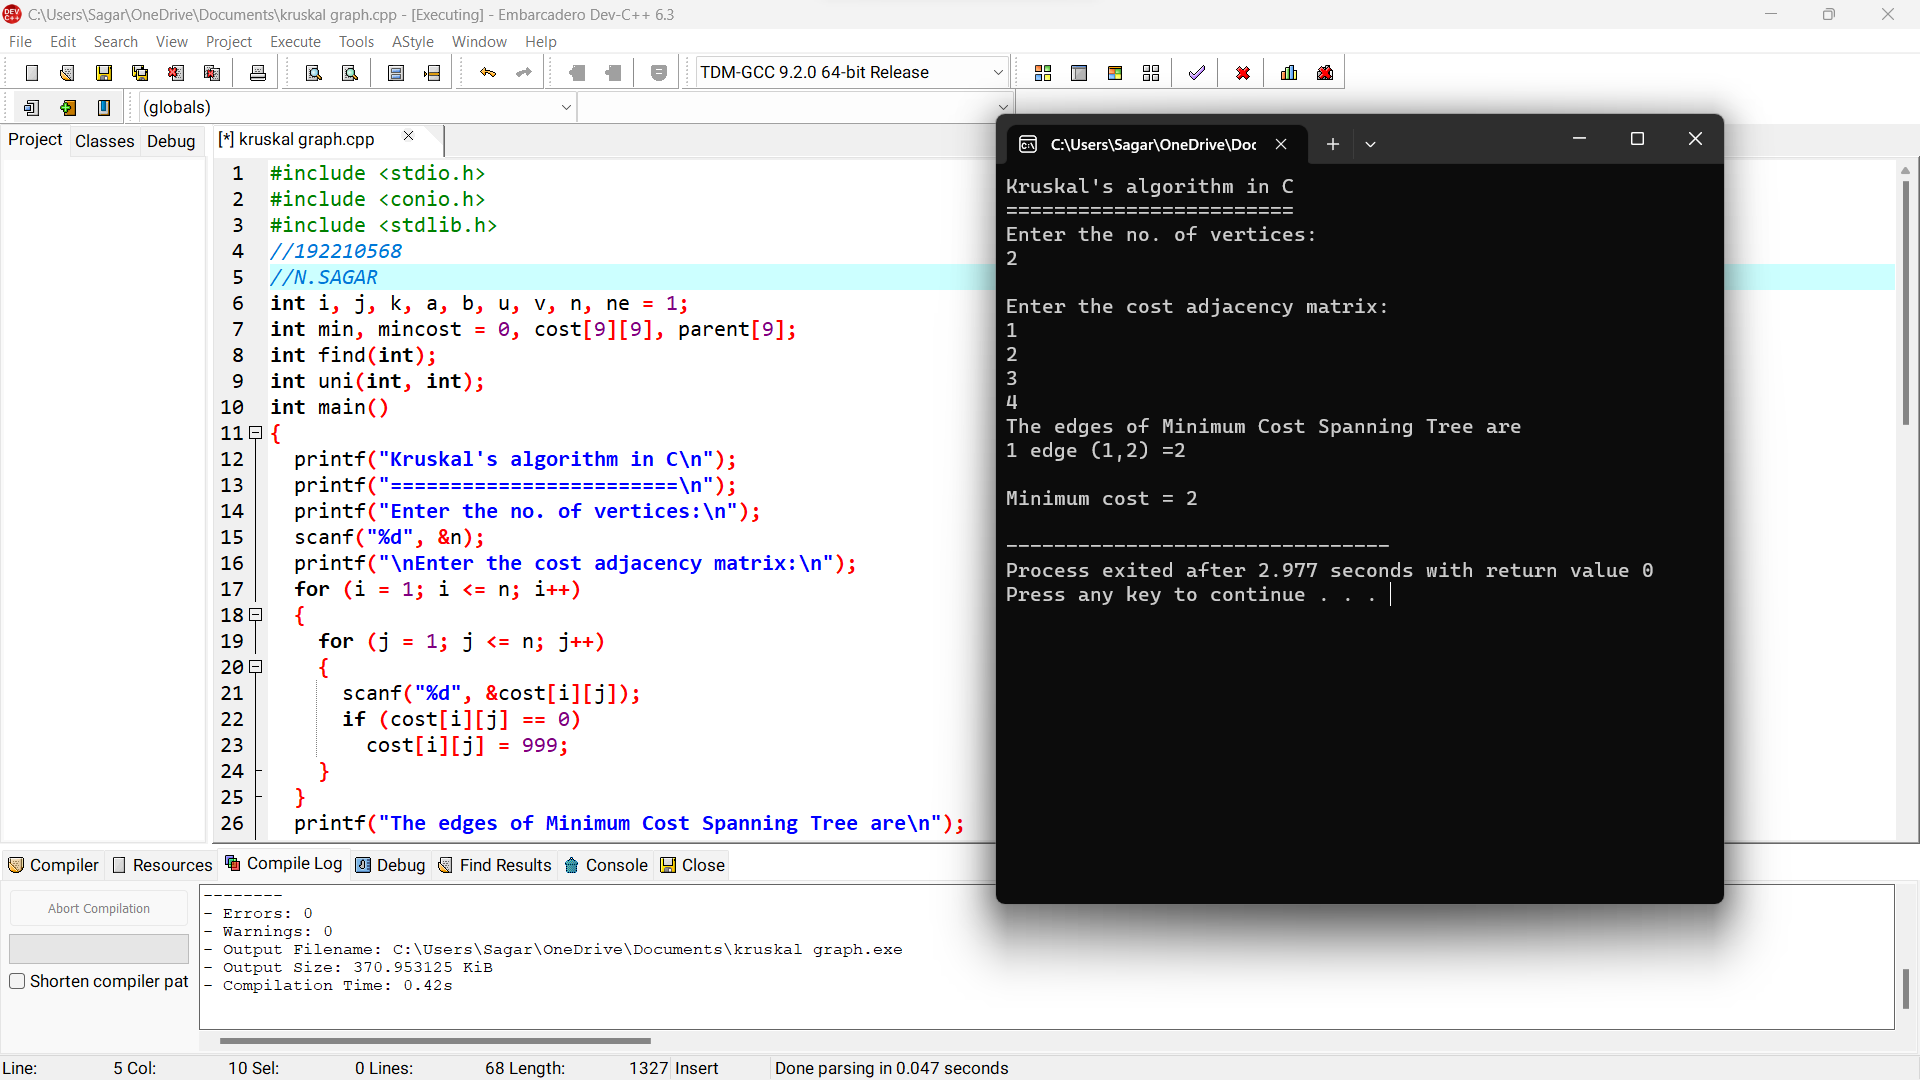 C:\Users\Sagar\OneDrive\Documents\kruskal graph.cpp - [Executing] - Embarcadero Dev-C++ 6.3
File Edit Search View Project Execute Tools AStyle Window Help
TDM-GCC 9.2.0 64-bit Release
(globals)
Project Classes Debug
[*] kruskal graph.cpp
1 #include <stdio.h>
2 #include <conio.h>
3 #include <stdlib.h>
4 //192210568
5 //N.SAGAR
6 int i, j, k, a, b, u, v, n, ne = 1;
7 int min, mincost = 0, cost[9][9], parent[9];
8 int find(int);
9 int uni(int, int);
10 int main()
11 {
12 printf("Kruskal's algorithm in C\n");
13 printf("========================\n");
14 printf("Enter the no. of vertices:\n");
15 scanf("%d", &n);
16 printf("\nEnter the cost adjacency matrix:\n");
17 for (i = 1; i <= n; i++)
18 {
19 for (j = 1; j <= n; j++)
20 {
21 scanf("%d", &cost[i][j]);
22 if (cost[i][j] == 0)
23 cost[i][j] = 999;
24 }
25 }
26 printf("The edges of Minimum Cost Spanning Tree are\n");
C:\Users\Sagar\OneDrive\Doc
Kruskal's algorithm in C
========================
Enter the no. of vertices:
2
Enter the cost adjacency matrix:
1
2
3
4
The edges of Minimum Cost Spanning Tree are
1 edge (1,2) =2
Minimum cost = 2
--------------------------------
Process exited after 2.977 seconds with return value 0
Press any key to continue . . .
Compiler Resources Compile Log Debug Find Results Console Close
Abort Compilation
Shorten compiler pat
--------
- Errors: 0
- Warnings: 0
- Output Filename: C:\Users\Sagar\OneDrive\Documents\kruskal graph.exe
- Output Size: 370.953125 KiB
- Compilation Time: 0.42s
Line: 5 Col: 10 Sel: 0 Lines: 68 Length: 1327 Insert Done parsing in 0.047 seconds